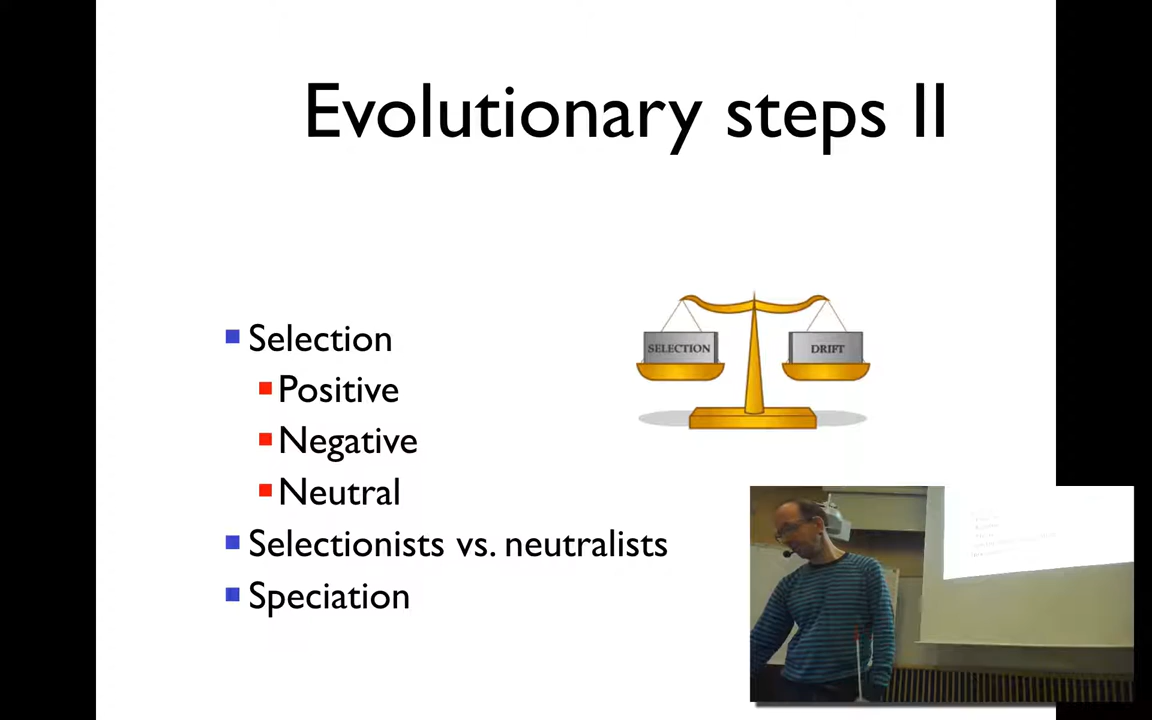 Evolutionary steps II
Selection
Positive
Negative
Neutral
Selectionists vs. neutralists
Speciation
SELECTION
DRIFT